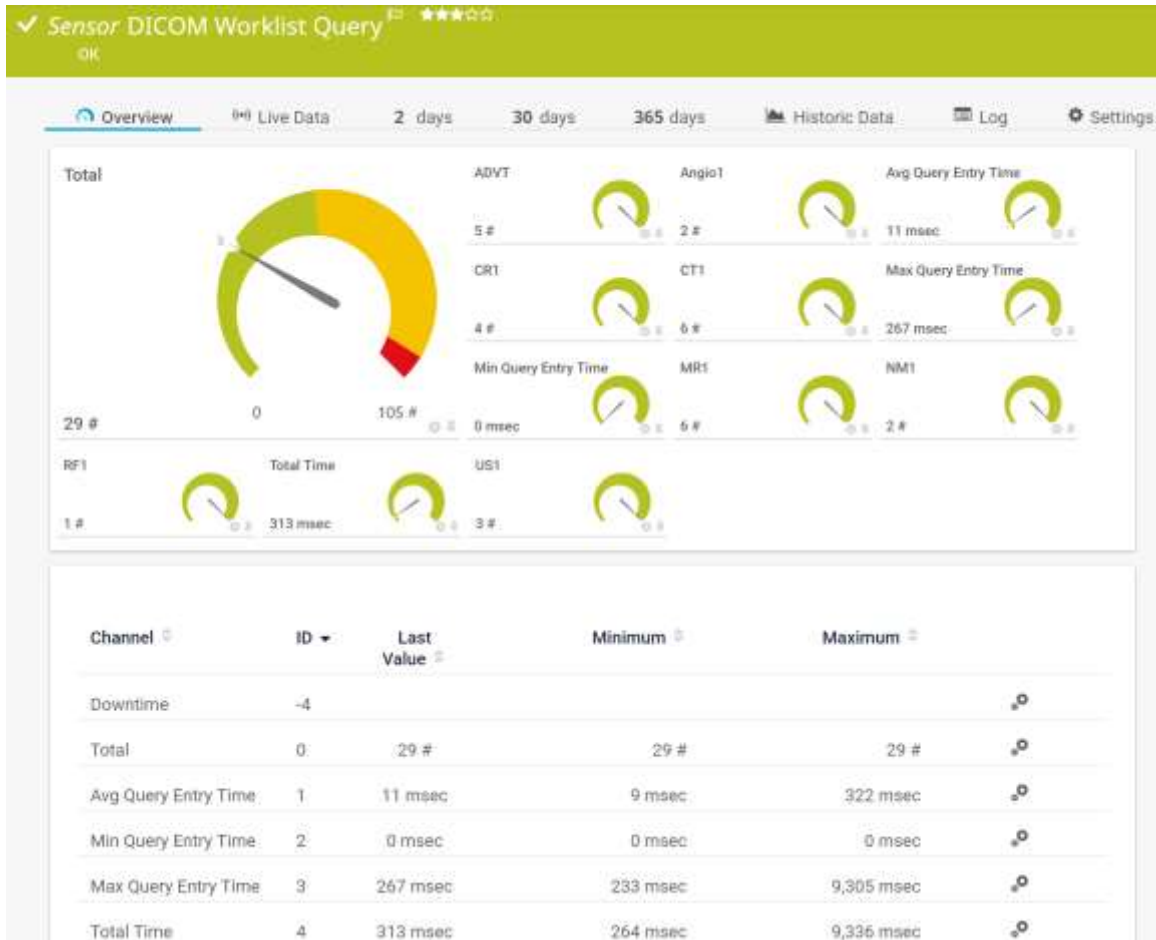 Sensor DICOM Worklist Query
OK
Overview Live Data 2 days 30 days 365 days Historic Data Log Settings
Total
29 #
0
105 #
ADVT
5 #
Angio1
2 #
Avg Query Entry Time
11 msec
CR1
4 #
CT1
6 #
Max Query Entry Time
267 msec
Min Query Entry Time
0 msec
MR1
6 #
NM1
2 #
RF1
1 #
Total Time
313 msec
US1
3 #
Channel ID Last Value Minimum Maximum
Downtime -4
Total 0 29 # 29 # 29 #
Avg Query Entry Time 1 11 msec 9 msec 322 msec
Min Query Entry Time 2 0 msec 0 msec 0 msec
Max Query Entry Time 3 267 msec 233 msec 9,305 msec
Total Time 4 313 msec 264 msec 9,336 msec